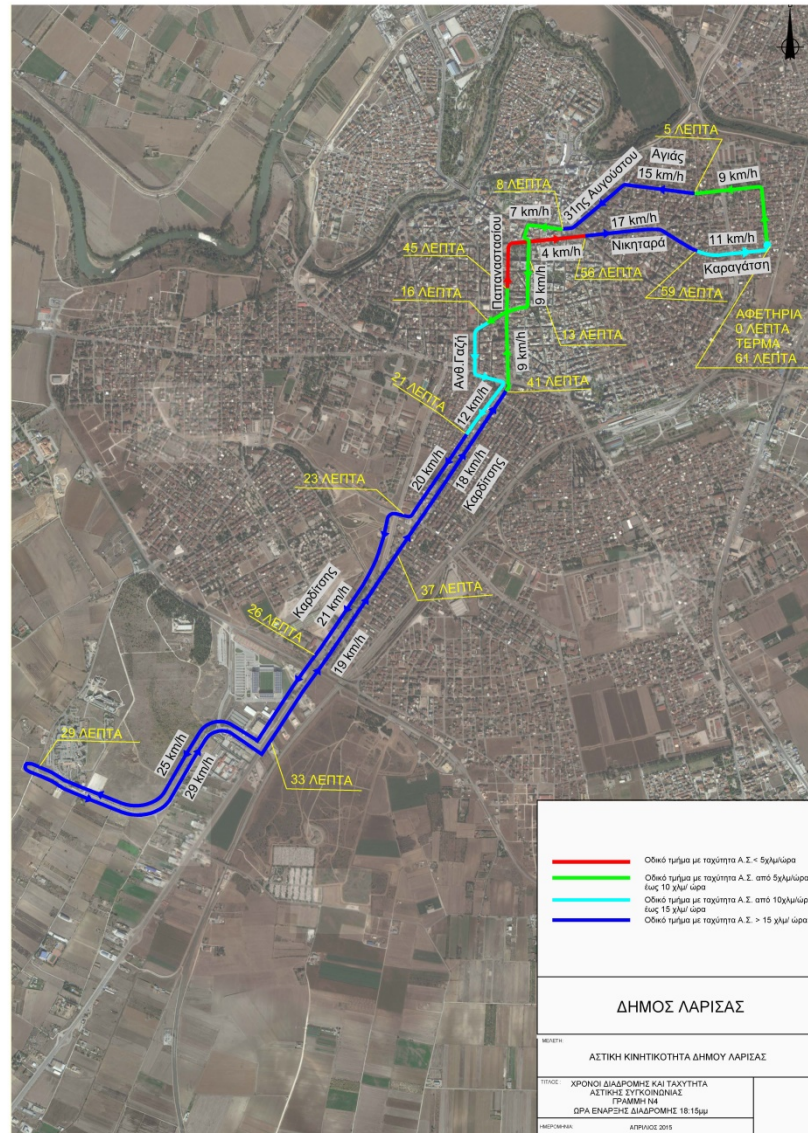 5 ΛΕΠΤΑ
Αγιάς
15 km/h
9 km/h
31ης Αυγούστου
8 ΛΕΠΤΑ
7 km/h
17 km/h
Νικηταρά
11 km/h
Καραγάτση
4 km/h
Παπαναστασίου
45 ΛΕΠΤΑ
56 ΛΕΠΤΑ
59 ΛΕΠΤΑ
9 km/h
16 ΛΕΠΤΑ
13 ΛΕΠΤΑ
ΑΦΕΤΗΡΙΑ
0 ΛΕΠΤΑ
ΤΕΡΜΑ
61 ΛΕΠΤΑ
Ανθ.Γαζή
9 km/h
41 ΛΕΠΤΑ
21 ΛΕΠΤΑ
12 km/h
20 km/h
18 km/h
Καρδίτσης
23 ΛΕΠΤΑ
37 ΛΕΠΤΑ
Καρδίτσης
21 km/h
26 ΛΕΠΤΑ
19 km/h
29 ΛΕΠΤΑ
25 km/h
29 km/h
33 ΛΕΠΤΑ
Οδικό τμήμα με ταχύτητα Α.Σ.< 5χλμ/ώρα
Οδικό τμήμα με ταχύτητα Α.Σ. από 5χλμ/ώρα
έως 10 χλμ/ ώρα
Οδικό τμήμα με ταχύτητα Α.Σ. από 10χλμ/ώρ
έως 15 χλμ/ ώρα
Οδικό τμήμα με ταχύτητα Α.Σ. > 15 χλμ/ ώρα
ΔΗΜΟΣ ΛΑΡΙΣΑΣ
ΜΕΛΕΤΗ:
ΑΣΤΙΚΗ ΚΙΝΗΤΙΚΟΤΗΤΑ ΔΗΜΟΥ ΛΑΡΙΣΑΣ
ΤΙΤΛΟΣ :
ΧΡΟΝΟΙ ΔΙΑΔΡΟΜΗΣ ΚΑΙ ΤΑΧΥΤΗΤΑ
ΑΣΤΙΚΗΣ ΣΥΓΚΟΙΝΩΝΙΑΣ
ΓΡΑΜΜΗ Ν4
ΩΡΑ ΕΝΑΡΞΗΣ ΔΙΑΔΡΟΜΗΣ 18:15μμ
ΗΜΕΡΟΜΗΝΙΑ:
ΑΠΡΙΛΙΟΣ 2015